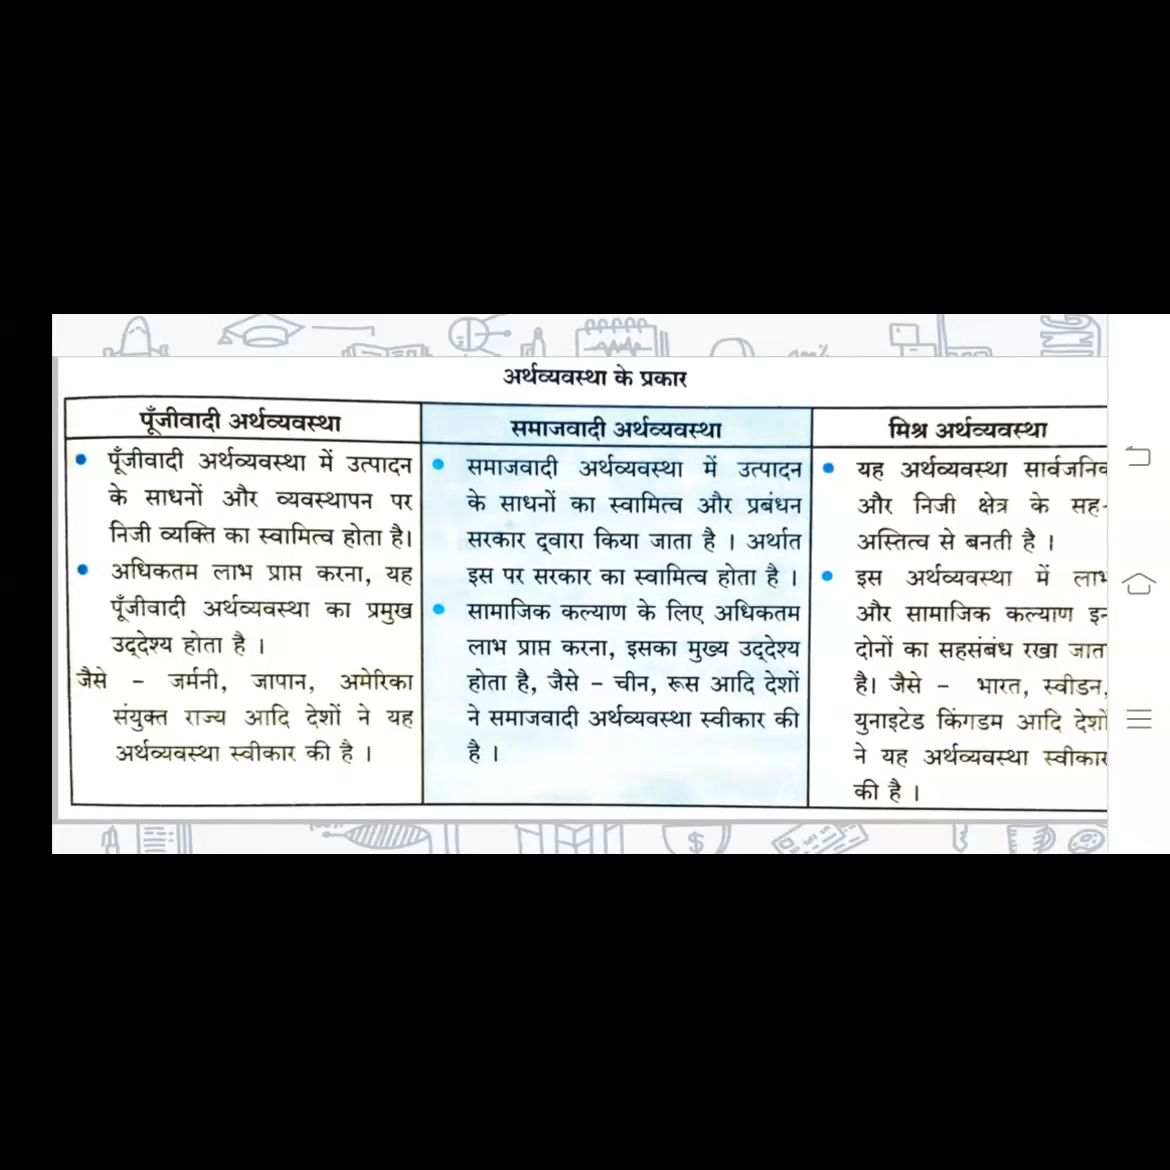 अर्थव्यवस्था के प्रकार
पूँजीवादी अर्थव्यवस्था
पूँजीवादी अर्थव्यवस्था में उत्पादन
के साधनों और व्यवस्थापन पर
निजी व्यक्ति का स्वामित्व होता है।
अधिकतम लाभ प्राप्त करना, यह
पूँजीवादी अर्थव्यवस्था का प्रमुख
उद्देश्य होता है ।
जैसे - जर्मनी, जापान, अमेरिका
संयुक्त राज्य आदि देशों ने यह
अर्थव्यवस्था स्वीकार की है ।
समाजवादी अर्थव्यवस्था
समाजवादी अर्थव्यवस्था में उत्पादन
के साधनों का स्वामित्व और प्रबंधन
सरकार द्वारा किया जाता है । अर्थात
इस पर सरकार का स्वामित्व होता है ।
सामाजिक कल्याण के लिए अधिकतम
लाभ प्राप्त करना, इसका मुख्य उद्देश्य
होता है, जैसे - चीन, रूस आदि देशों
ने समाजवादी अर्थव्यवस्था स्वीकार की
है ।
मिश्र अर्थव्यवस्था
यह अर्थव्यवस्था
और निजी क्षेत्र के सह-
अस्तित्व से बनती है ।
इस अर्थव्यवस्था में
और सामाजिक कल्याण
दोनों का सहसंबंध रखा
है। जैसे - भारत, स्वीडन,
युनाइटेड किंगडम आदि देशों
ने यह अर्थव्यवस्था स्वीकार
की है ।